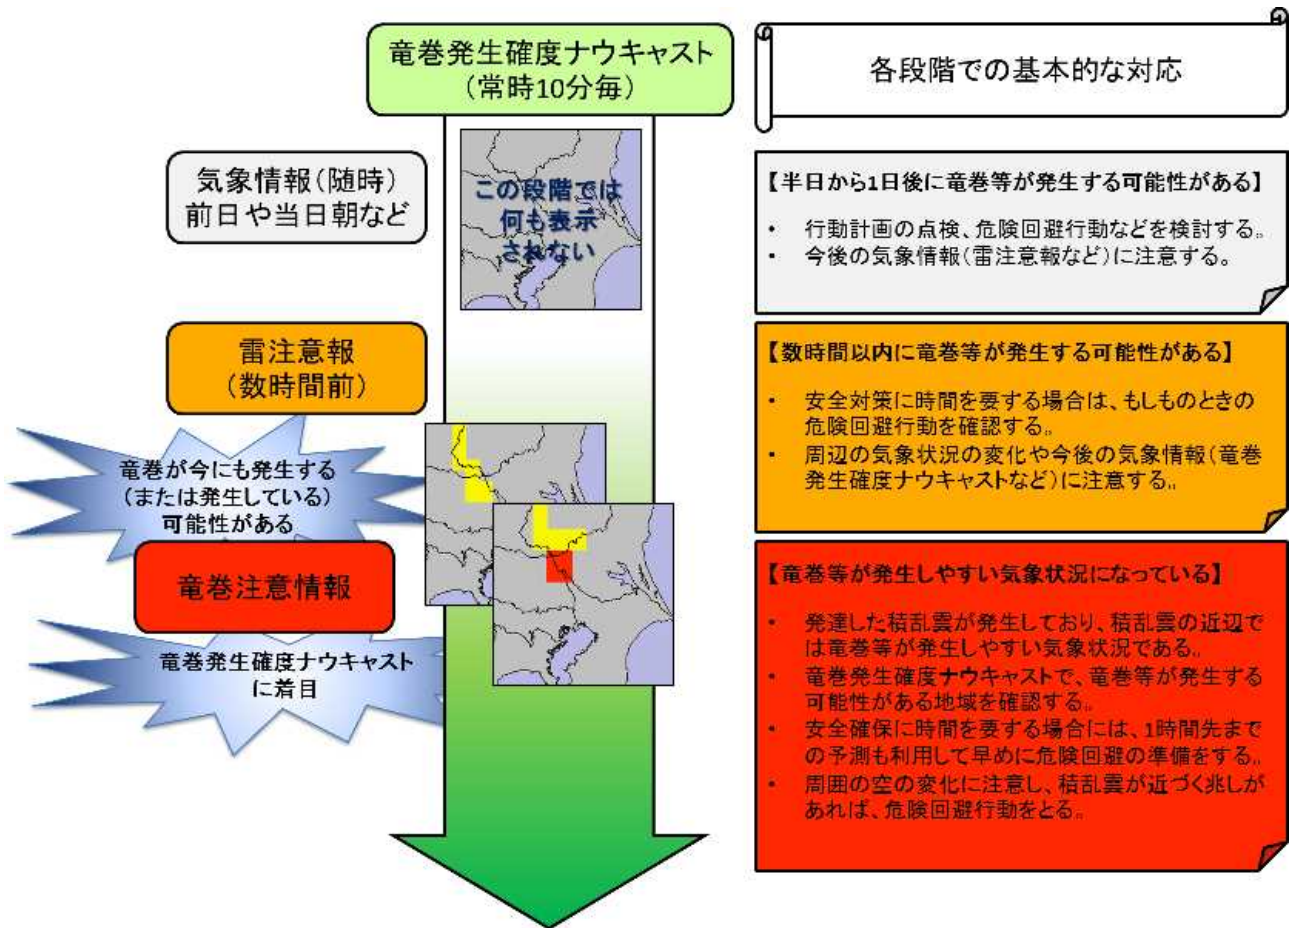 竜巻発生確度ナウキャスト
（常時10分毎）
各段階での基本的な対応
気象情報（随時）
前日や当日朝など
この段階では
何も表示
されない
【半日から1日後に竜巻等が発生する可能性がある】
・ 行動計画の点検、危険回避行動などを検討する。
・ 今後の気象情報（雷注意報など）に注意する。
雷注意報
（数時間前）
【数時間以内に竜巻等が発生する可能性がある】
・ 安全対策に時間を要する場合は、もしものときの
危険回避行動を確認する。
・ 周辺の気象状況の変化や今後の気象情報（竜巻
発生確度ナウキャストなど）に注意する。
竜巻が今にも発生する
（または発生している）
可能性がある
竜巻注意情報
竜巻発生確度ナウキャスト
に着目
【竜巻等が発生しやすい気象状況になっている】
・ 発達した積乱雲が発生しており、積乱雲の近辺で
は竜巻等が発生しやすい気象状況である。
・ 竜巻発生確度ナウキャストで、竜巻等が発生する
可能性がある地域を確認する。
・ 安全確保に時間を要する場合には、1時間先まで
の予測も利用して早めに危険回避の準備をする。
・ 周囲の空の変化に注意し、積乱雲が近づく兆しが
あれば、危険回避行動をとる。